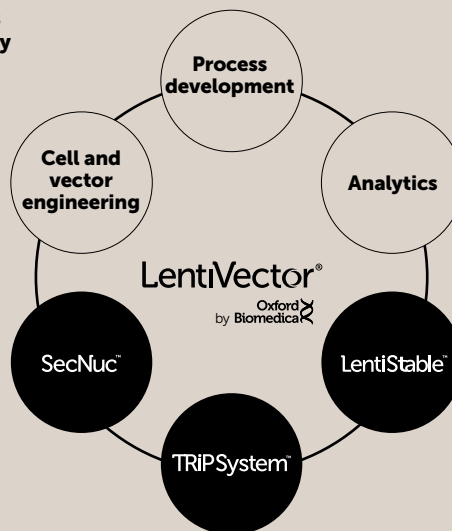 y
Process
development
Cell and
vector
engineering
Analytics
LentiVector®
by Oxford
Biomedica
SecNuc™
LentiStable™
TRiPSystem™